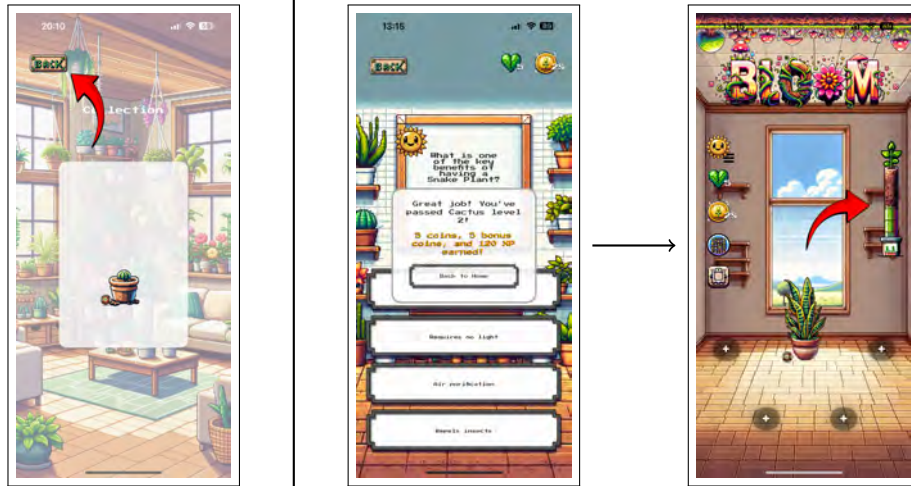 20:10
BACK
Collection
13:15
BACK
What is one
of the key
benefits of
having a
Snake Plant?
Great job! You've
passed Cactus level
2!
5 coins, 5 bonus
coins, and 120 XP
earned!
Back to Home
Requires no light
Air purification
Repels insects
BLOOM